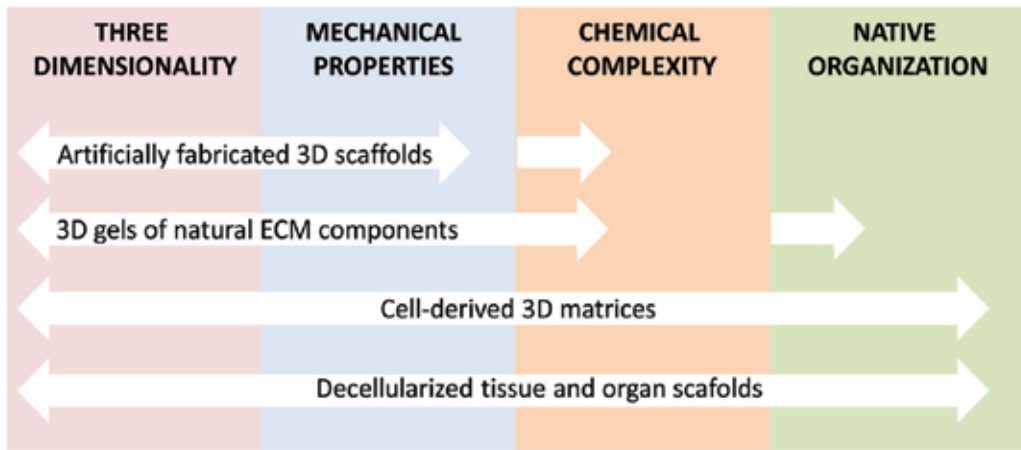 THREE DIMENSIONALITY
MECHANICAL PROPERTIES
CHEMICAL COMPLEXITY
NATIVE ORGANIZATION
Artificially fabricated 3D scaffolds
3D gels of natural ECM components
Cell-derived 3D matrices
Decellularized tissue and organ scafolds